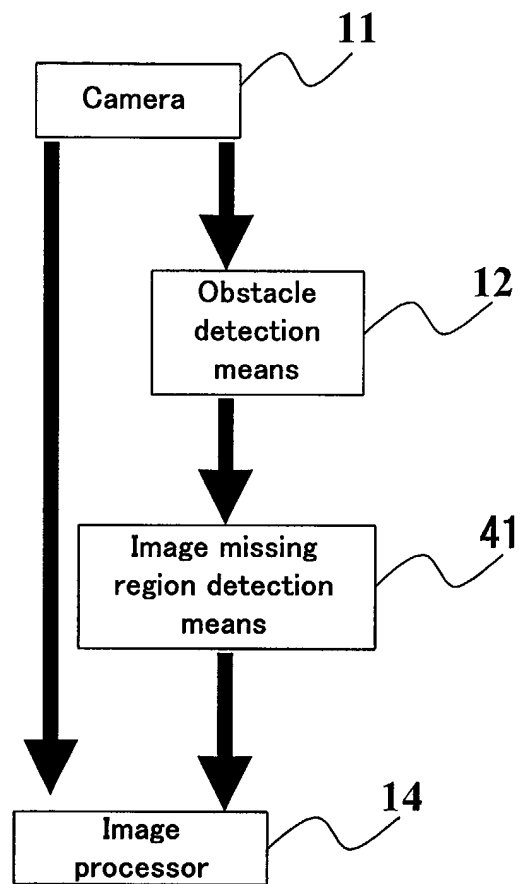 11
Camera
12
Obstacle
detection
means
41
Image missing
region detection
means
14
Image
processor